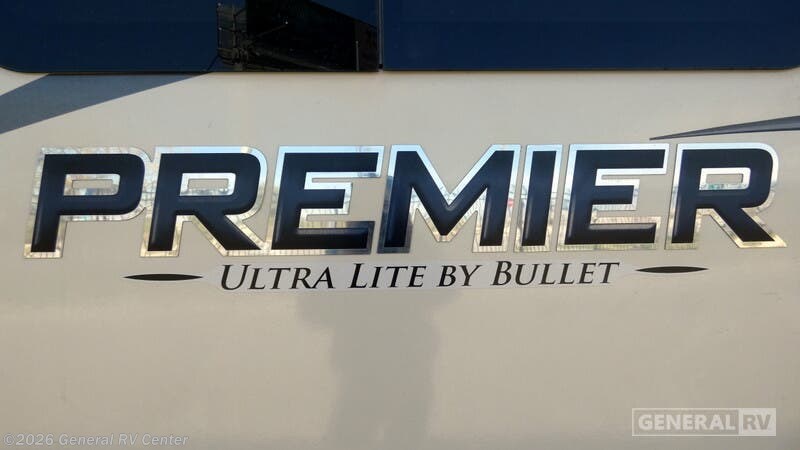 PREMIER
ULTRA LITE BY BULLET
GENERAL RV
©2026 General RV Center